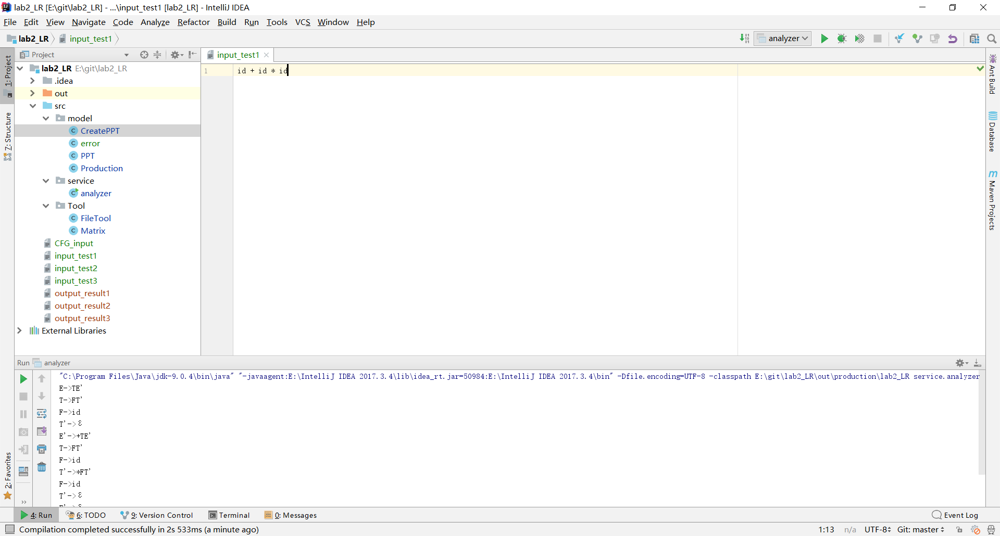 lab2_LR [E:\git\lab2_LR] - ...\input_test1 [lab2_LR] - IntelliJ IDEA
File Edit View Navigate Code Analyze Refactor Build Run Tools VCS Window Help
lab2_LR input_test1 analyzer
Project
input_test1
1: Project
7: Structure
2: Favorites
lab2_LR E:\git\lab2_LR
.idea
out
src
model
CreatePPT
error
PPT
Production
service
analyzer
Tool
FileTool
Matrix
CFG_input
input_test1
input_test2
input_test3
output_result1
output_result2
output_result3
External Libraries
1 id + id * id
Ant Build
Database
Maven Projects
Run analyzer
"C:\Program Files\Java\jdk-9.0.4\bin\java" "-javaagent:E:\IntelliJ IDEA 2017.3.4\lib\idea_rt.jar=50984:E:\IntelliJ IDEA 2017.3.4\bin" -Dfile.encoding=UTF-8 -classpath E:\git\lab2_LR\out\production\lab2_LR service.analyzer
E->TE'
T->FT'
F->id
T'->ε
E'->+TE'
T->FT'
F->id
T'->*FT'
F->id
T'->ε
4: Run 6: TODO 9: Version Control Terminal 0: Messages Event Log
Compilation completed successfully in 2s 533ms (a minute ago) 1:13 n/a UTF-8 Git: master